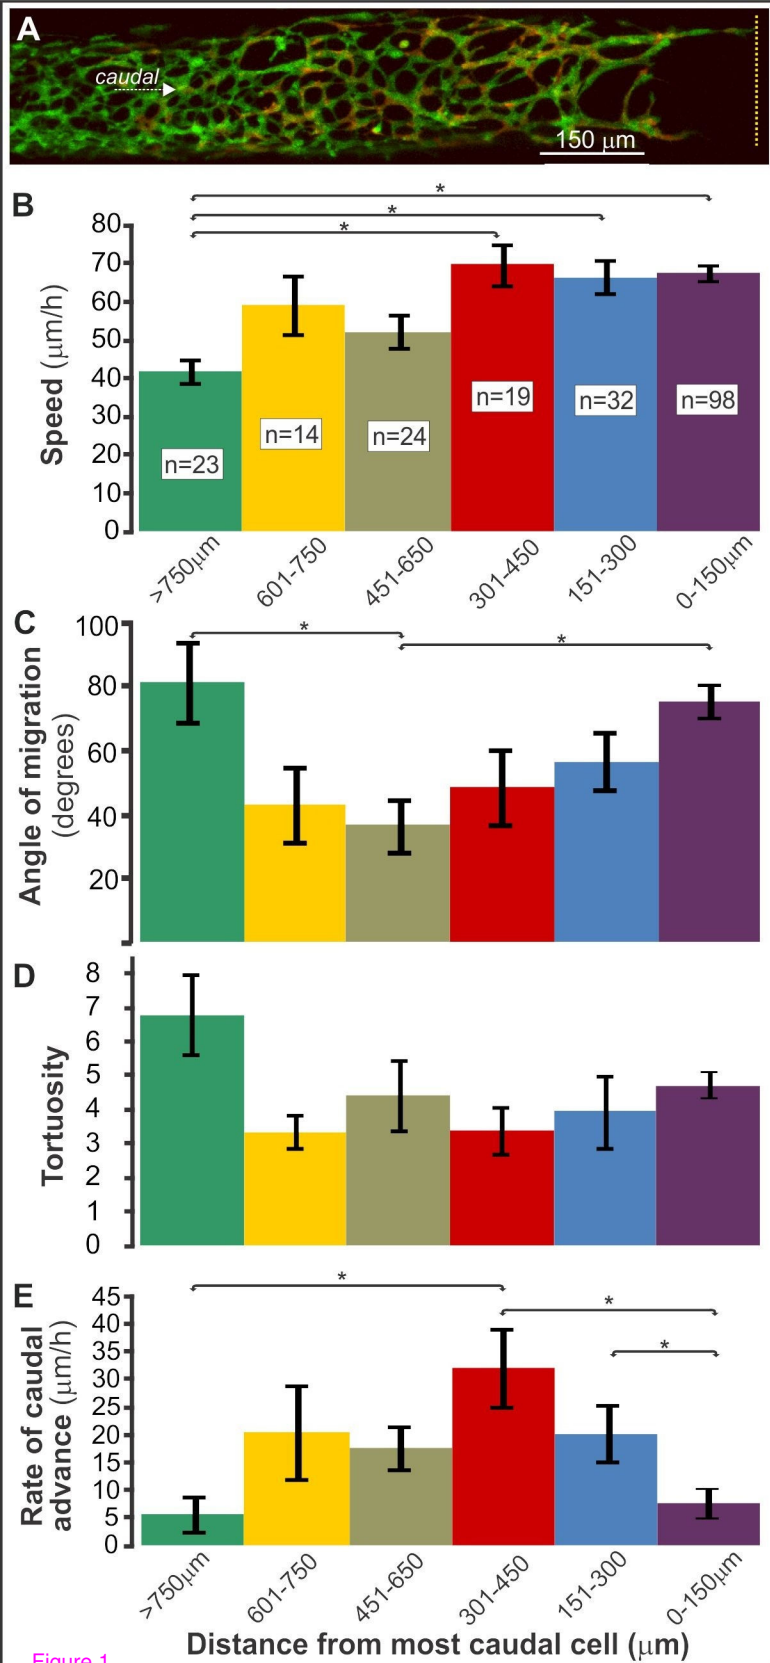 A
caudal
150 μm
B
*
*
*
Speed (μm/h)
80
70
60
50
40
30
20
10
0
n=23
n=14
n=24
n=19
n=32
n=98
>750μm
601-750
451-650
301-450
151-300
0-150μm
C
*
*
Angle of migration
(degrees)
100
80
60
40
20
D
Tortuosity
8
7
6
5
4
3
2
1
0
E
*
*
*
Rate of caudal
advance (μm/h)
45
40
35
30
25
20
15
10
5
0
>750μm
601-750
451-650
301-450
151-300
0-150μm
Distance from most caudal cell (μm)
Figure 1